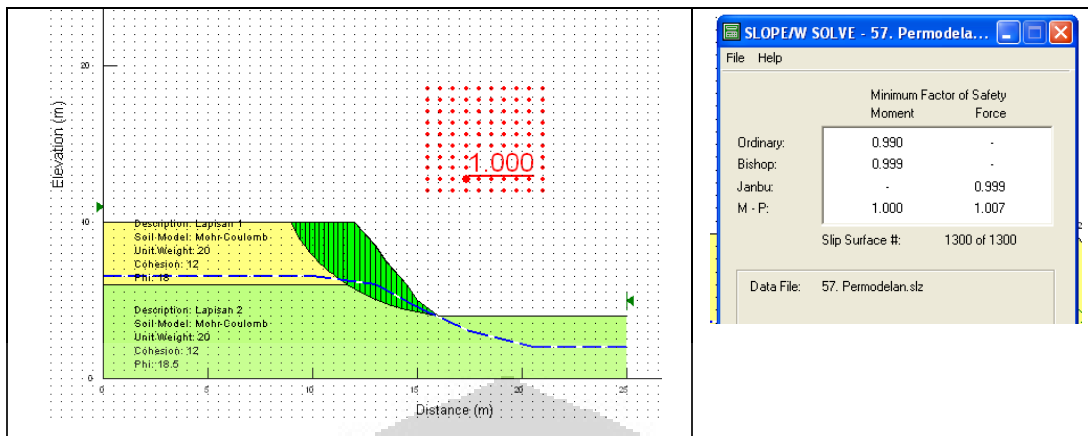 20
Elevation (m)
1.000
10
Description: Lapisan 1
Soil Model: Mohr-Coulomb
Unit Weight: 20
Cohesion: 12
Phi: 18
Description: Lapisan 2
Soil Model: Mohr-Coulomb
Unit Weight: 20
Cohesion: 12
Phi: 18.5
0
0 5 10 15 20 25
Distance (m)
SLOPE/W SOLVE - 57. Permodela...
File Help
Minimum Factor of Safety
Moment Force
Ordinary: 0.990 -
Bishop: 0.999 -
Janbu: - 0.999
M - P: 1.000 1.007
Slip Surface #: 1300 of 1300
Data File: 57. Permodelan.slz